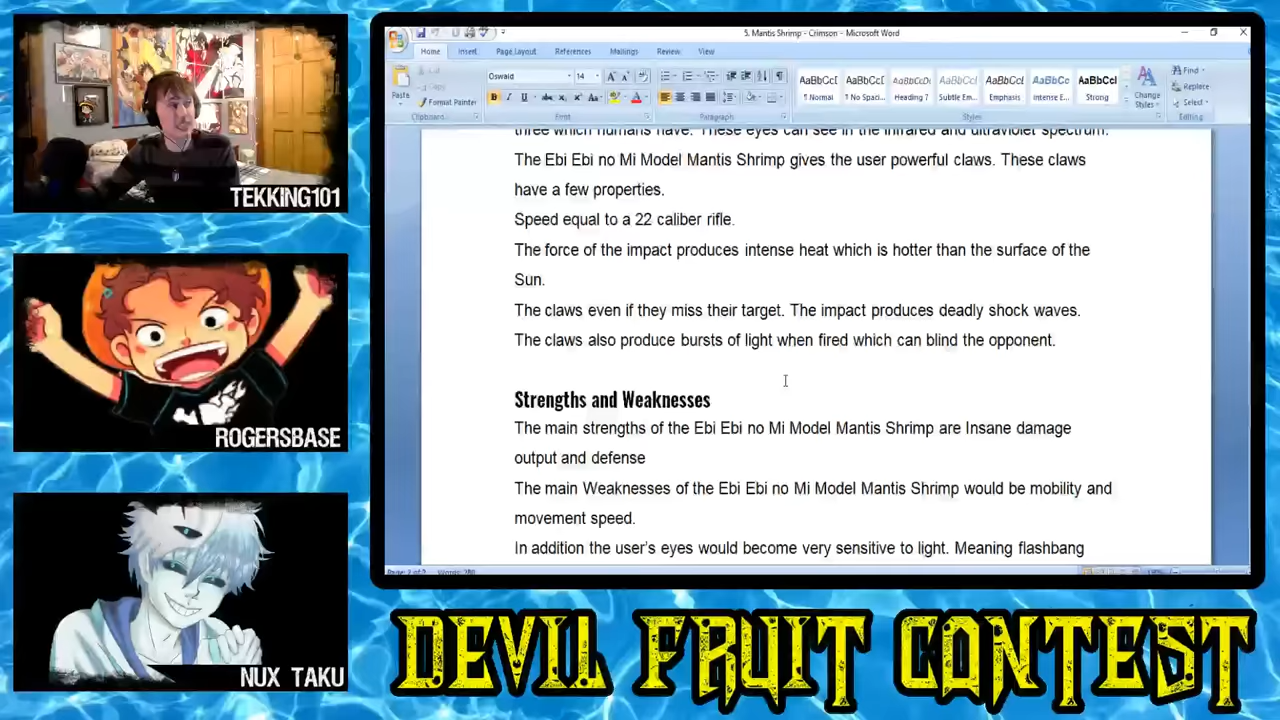 TEKKING101
ROGERSBASE
NUX TAKU
5. Mantis Shrimp - Crimson - Microsoft Word
Home Insert Page Layout References Mailings Review View
Paste
Cut
Copy
Format Painter
Clipboard
Oswald 14
Font
Paragraph
AaBbCcI AaBbCcI AaBbCcI AaBbCcI AaBbCcI AaBbCc AaBbCcI
¶ Normal ¶ No Spaci... Heading 7 Subtle Em... Emphasis Intense E... Strong
Change Styles
Styles
Find
Replace
Select
Editing
three which humans have. These eyes can see in the infrared and ultraviolet spectrum.
The Ebi Ebi no Mi Model Mantis Shrimp gives the user powerful claws. These claws
have a few properties.
Speed equal to a 22 caliber rifle.
The force of the impact produces intense heat which is hotter than the surface of the
Sun.
The claws even if they miss their target. The impact produces deadly shock waves.
The claws also produce bursts of light when fired which can blind the opponent.
Strengths and Weaknesses
The main strengths of the Ebi Ebi no Mi Model Mantis Shrimp are Insane damage
output and defense
The main Weaknesses of the Ebi Ebi no Mi Model Mantis Shrimp would be mobility and
movement speed.
In addition the user's eyes would become very sensitive to light. Meaning flashbang
DEVIL FRUIT CONTEST